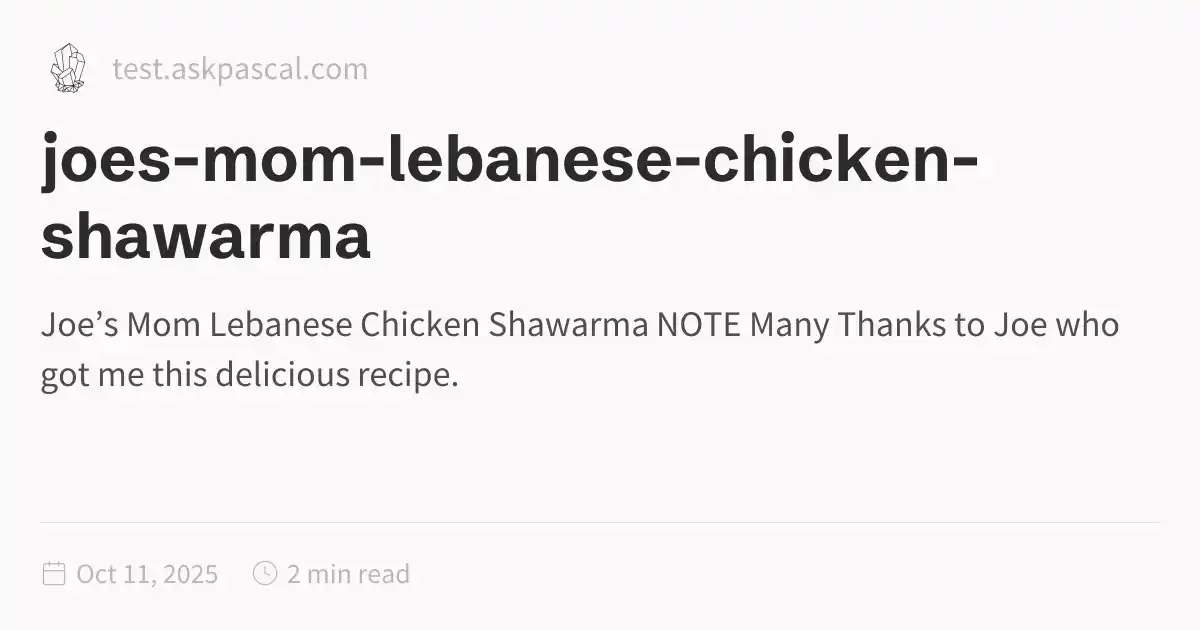 test.askpascal.com
joes-mom-lebanese-chicken-
shawarma
Joe’s Mom Lebanese Chicken Shawarma NOTE Many Thanks to Joe who
got me this delicious recipe.
Oct 11, 2025 2 min read